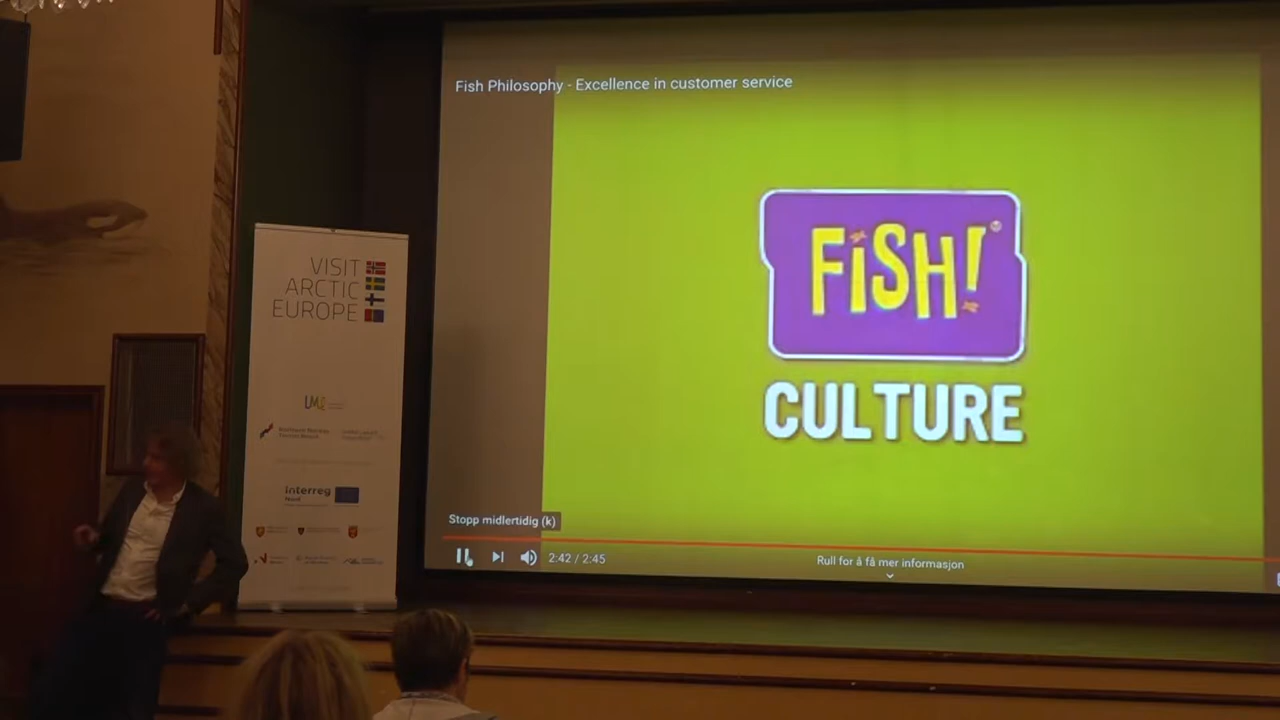 Fish Philosophy - Excellence in customer service
FiSH!
CULTURE
VISIT
ARCTIC
EUROPE
Interreg
Nord
Stopp midlertidig (k)
2:42 / 2:45
Rull for å få mer informasjon